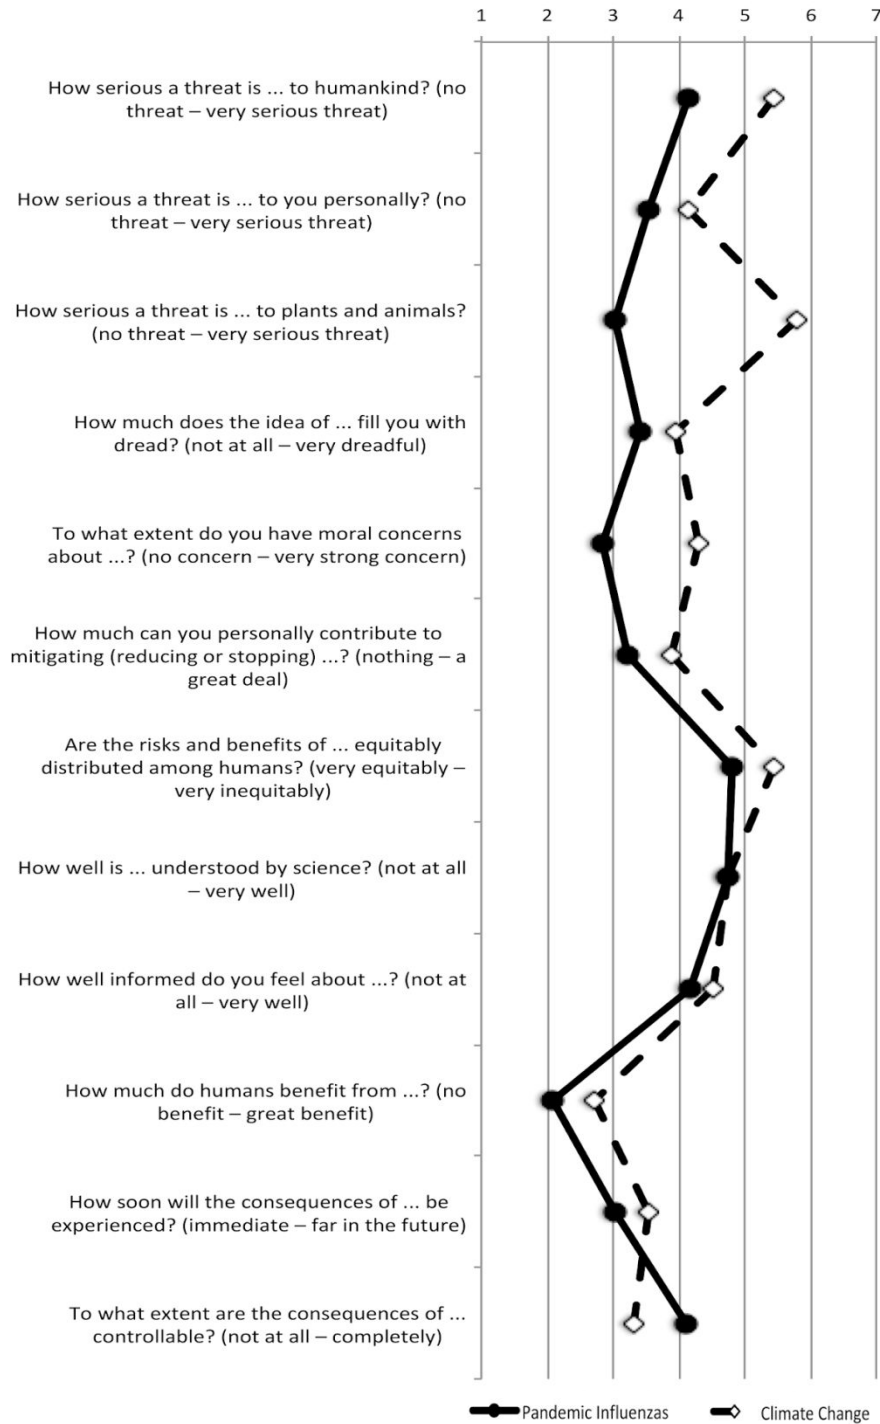 1 2 3 4 5 6 7
How serious a threat is ... to humankind? (no
threat – very serious threat)
How serious a threat is ... to you personally? (no
threat – very serious threat)
How serious a threat is ... to plants and animals?
(no threat – very serious threat)
How much does the idea of ... fill you with
dread? (not at all – very dreadful)
To what extent do you have moral concerns
about ...? (no concern – very strong concern)
How much can you personally contribute to
mitigating (reducing or stopping) ...? (nothing – a
great deal)
Are the risks and benefits of ... equitably
distributed among humans? (very equitably –
very inequitably)
How well is ... understood by science? (not at all
– very well)
How well informed do you feel about ...? (not at
all – very well)
How much do humans benefit from ...? (no
benefit – great benefit)
How soon will the consequences of ... be
experienced? (immediate – far in the future)
To what extent are the consequences of ...
controllable? (not at all – completely)
Pandemic Influenzas Climate Change